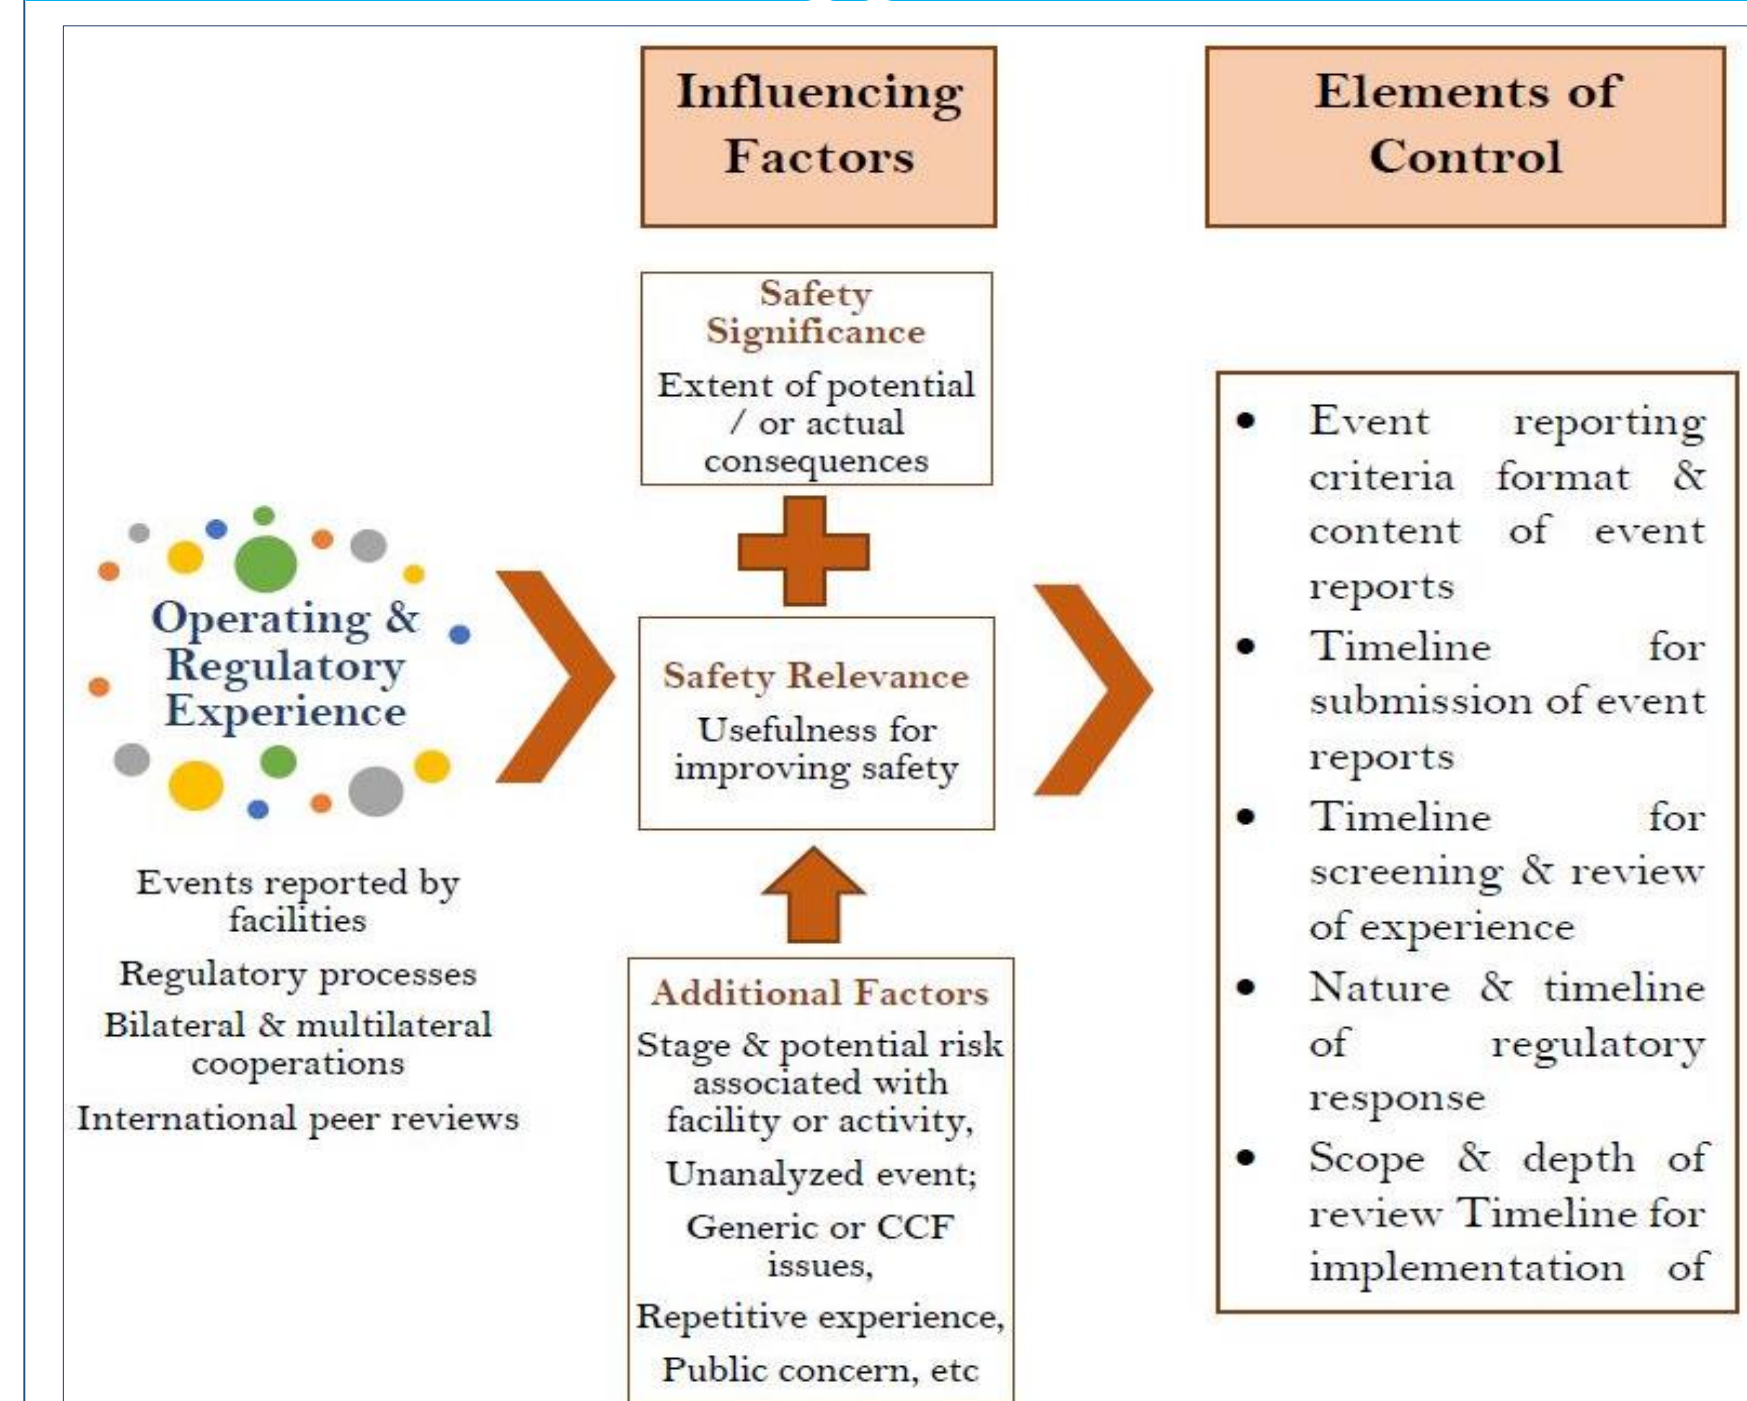 Influencing
Factors
Elements of
Control
Operating &
Regulatory
Experience
Events reported by
facilities
Regulatory processes
Bilateral & multilateral
cooperations
International peer reviews
Safety
Significance
Extent of potential
/ or actual
consequences
Safety Relevance
Usefulness for
improving safety
Additional Factors
Stage & potential risk
associated with
facility or activity,
Unanalyzed event;
Generic or CCF
issues,
Repetitive experience,
Public concern, etc
• Event reporting
criteria format &
content of event
reports
• Timeline for
submission of event
reports
• Timeline for
screening & review
of experience
• Nature & timeline
of regulatory
response
• Scope & depth of
review Timeline for
implementation of